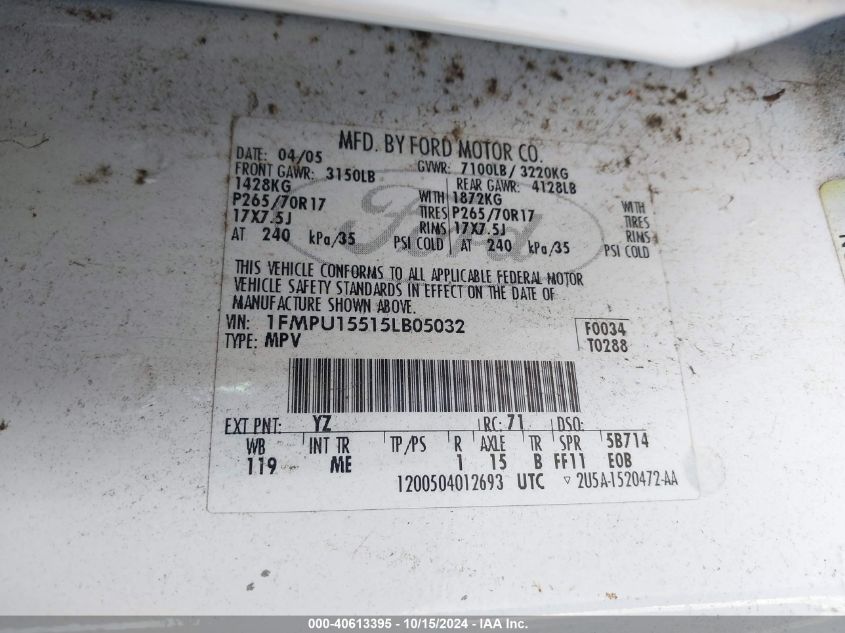 MFD. BY FORD MOTOR CO.
DATE: 04/05 GVWR: 7100LB / 3220KG
FRONT GAWR: 3150LB REAR GAWR: 4128LB
1428KG WITH 1872KG WITH
P265/70R17 TIRES P265/70R17 TIRES
17X7.5J RIMS 17X7.5J RIMS
AT 240 kPa/35 PSI COLD AT 240 kPa/35 PSI COLD
Ford
THIS VEHICLE CONFORMS TO ALL APPLICABLE FEDERAL MOTOR
VEHICLE SAFETY STANDARDS IN EFFECT ON THE DATE OF
MANUFACTURE SHOWN ABOVE.
VIN: 1FMPU15515LB05032 F0034
TYPE: MPV T0288
EXT PNT: YZ RC: 71 DSO:
WB INT TR TP/PS R AXLE TR SPR 5B714
119 ME 1 15 B FF11 EOB
1200504012693 UTC ▽ 2U5A-1520472-AA
000-40613395 - 10/15/2024 - IAA Inc.